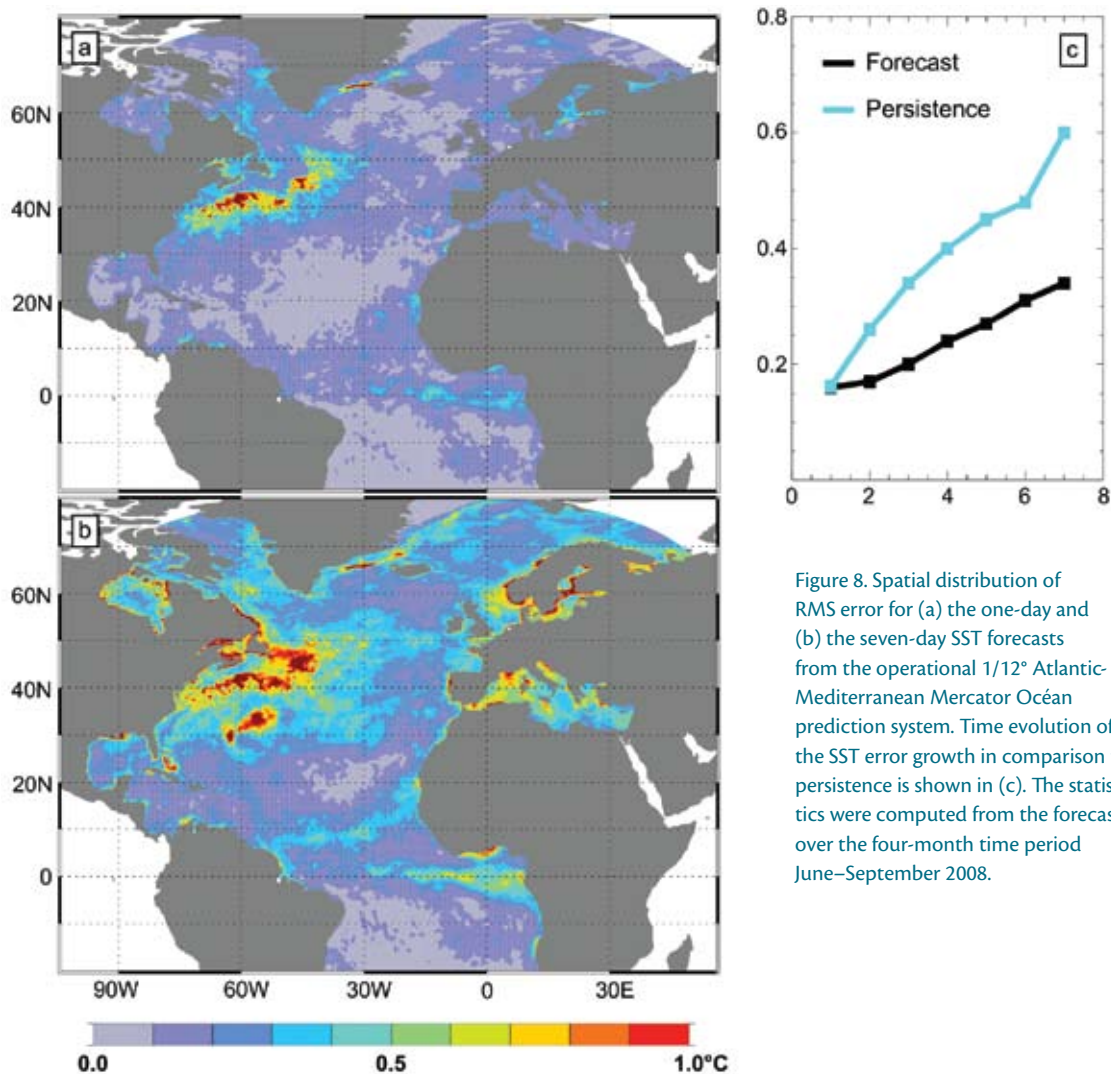 a
60N
40N
20N
0
b
60N
40N
20N
0
90W 60W 30W 0 30E
0.0 0.5 1.0°C
0.8
c
Forecast
Persistence
0.6
0.4
0.2
0 2 4 6 8
Figure 8. Spatial distribution of
RMS error for (a) the one-day and
(b) the seven-day SST forecasts
from the operational 1/12° Atlantic-
Mediterranean Mercator Océan
prediction system. Time evolution of
the SST error growth in comparison
persistence is shown in (c). The statis
tics were computed from the forecas
over the four-month time period
June–September 2008.